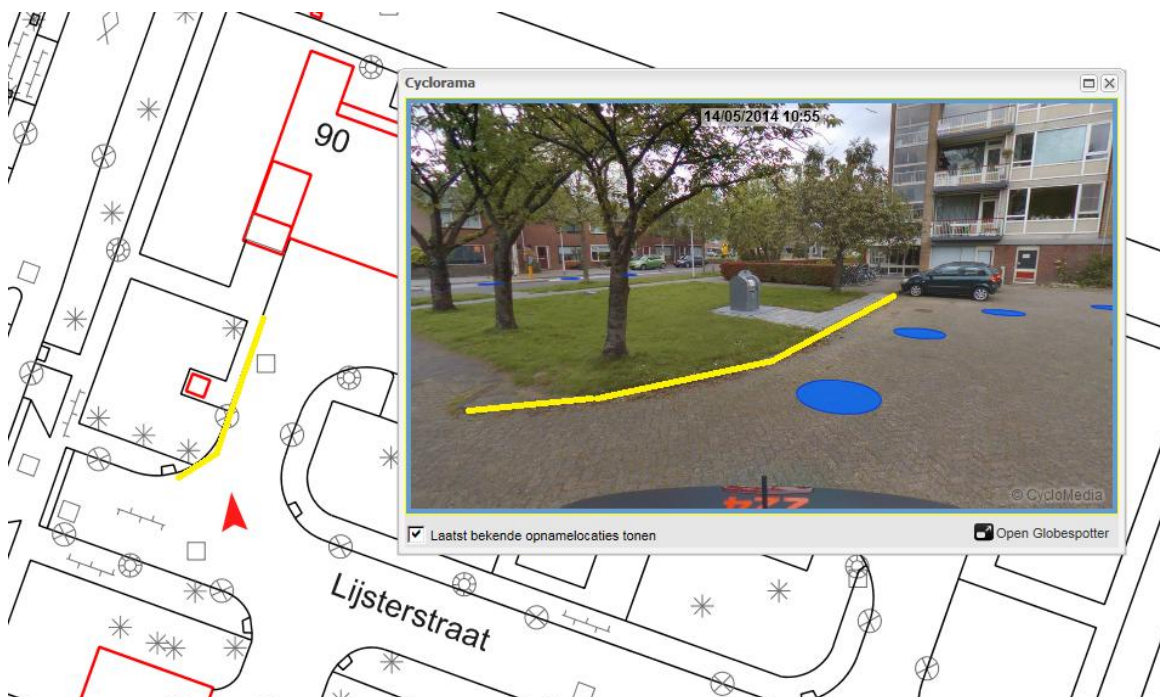 90
Cyclorama
14/05/2014 10:55
© CycloMedia
Laatst bekende opnamelocaties tonen
Open Globespotter
Lijsterstraat